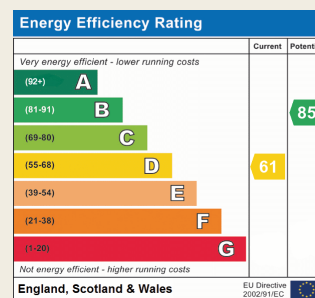 Energy Efficiency Rating
Current Potenti
Very energy efficient - lower running costs
(92+) A
(81-91) B
85
(69-80) C
(55-68) D
61
(39-54) E
(21-38) F
(1-20) G
Not energy efficient - higher running costs
England, Scotland & Wales
EU Directive
2002/91/EC